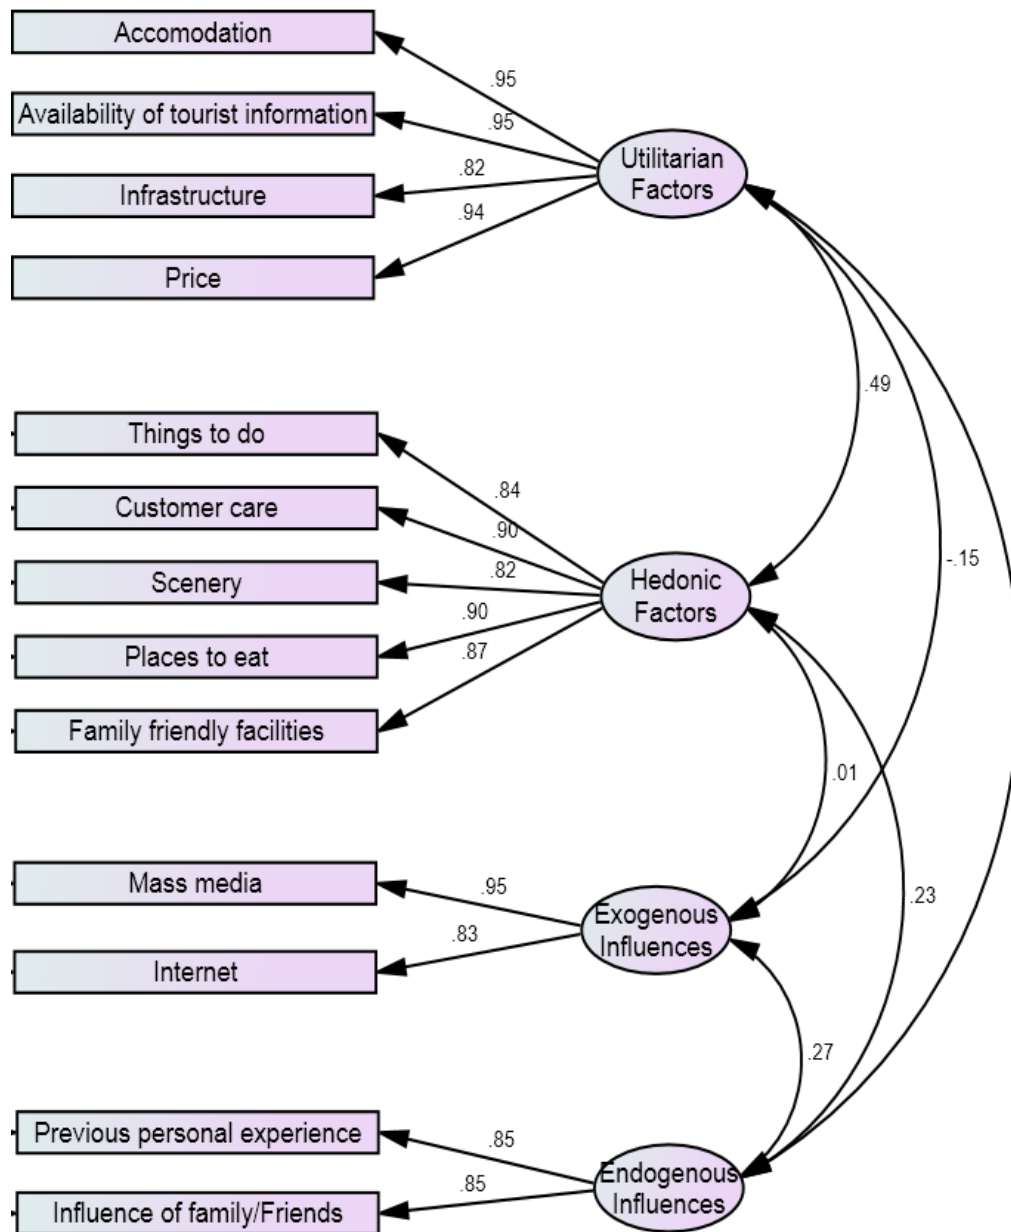 Accomodation
.95
Availability of tourist information
.95
Infrastructure
.82
.94
Price
Utilitarian
Factors
.49
-.15
Things to do
.84
Customer care
.90
Scenery
.82
Places to eat
.90
.87
Family friendly facilities
Hedonic
Factors
.01
.23
Mass media
.95
Internet
.83
Exogenous
Influences
.27
Previous personal experience
.85
Influence of family/Friends
.85
Endogenous
Influences